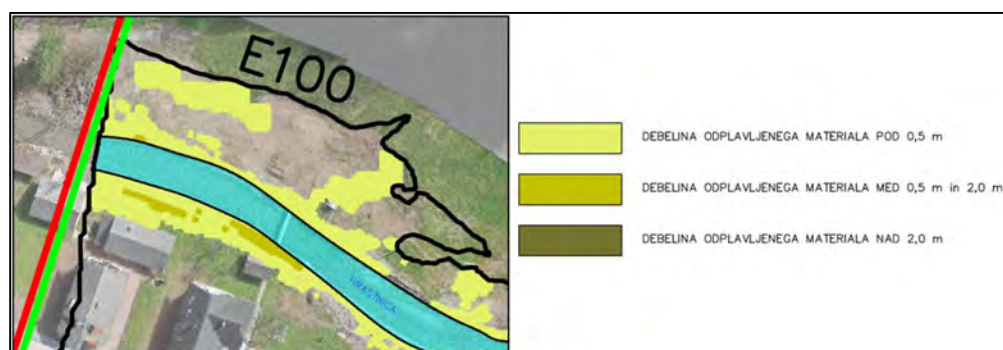 E100
HRASTNICA
DEBELINA ODPLAVLJENEGA MATERIALA POD 0,5 m
DEBELINA ODPLAVLJENEGA MATERIALA MED 0,5 m in 2,0 m
DEBELINA ODPLAVLJENEGA MATERIALA NAD 2,0 m